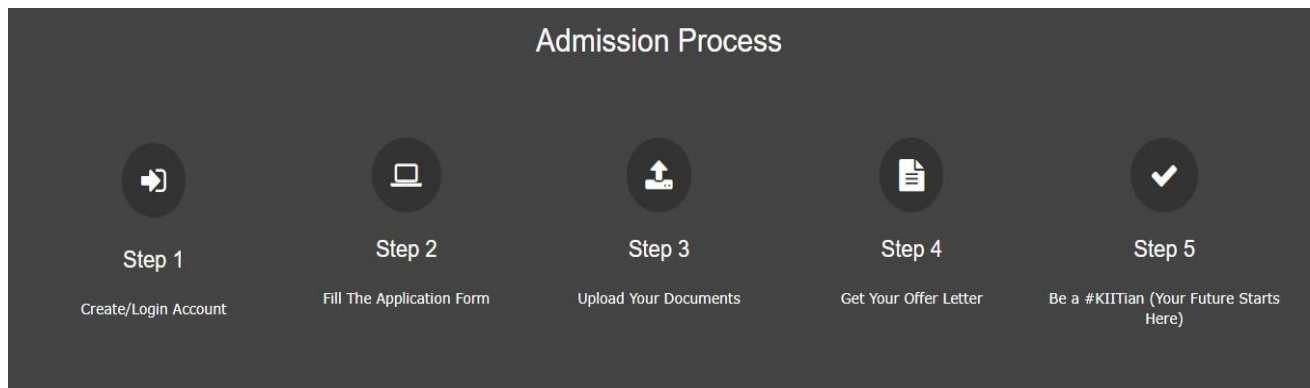 Admission Process
Step 1
Create/Login Account
Step 2
Fill The Application Form
Step 3
Upload Your Documents
Step 4
Get Your Offer Letter
Step 5
Be a #KIITian (Your Future Starts
Here)